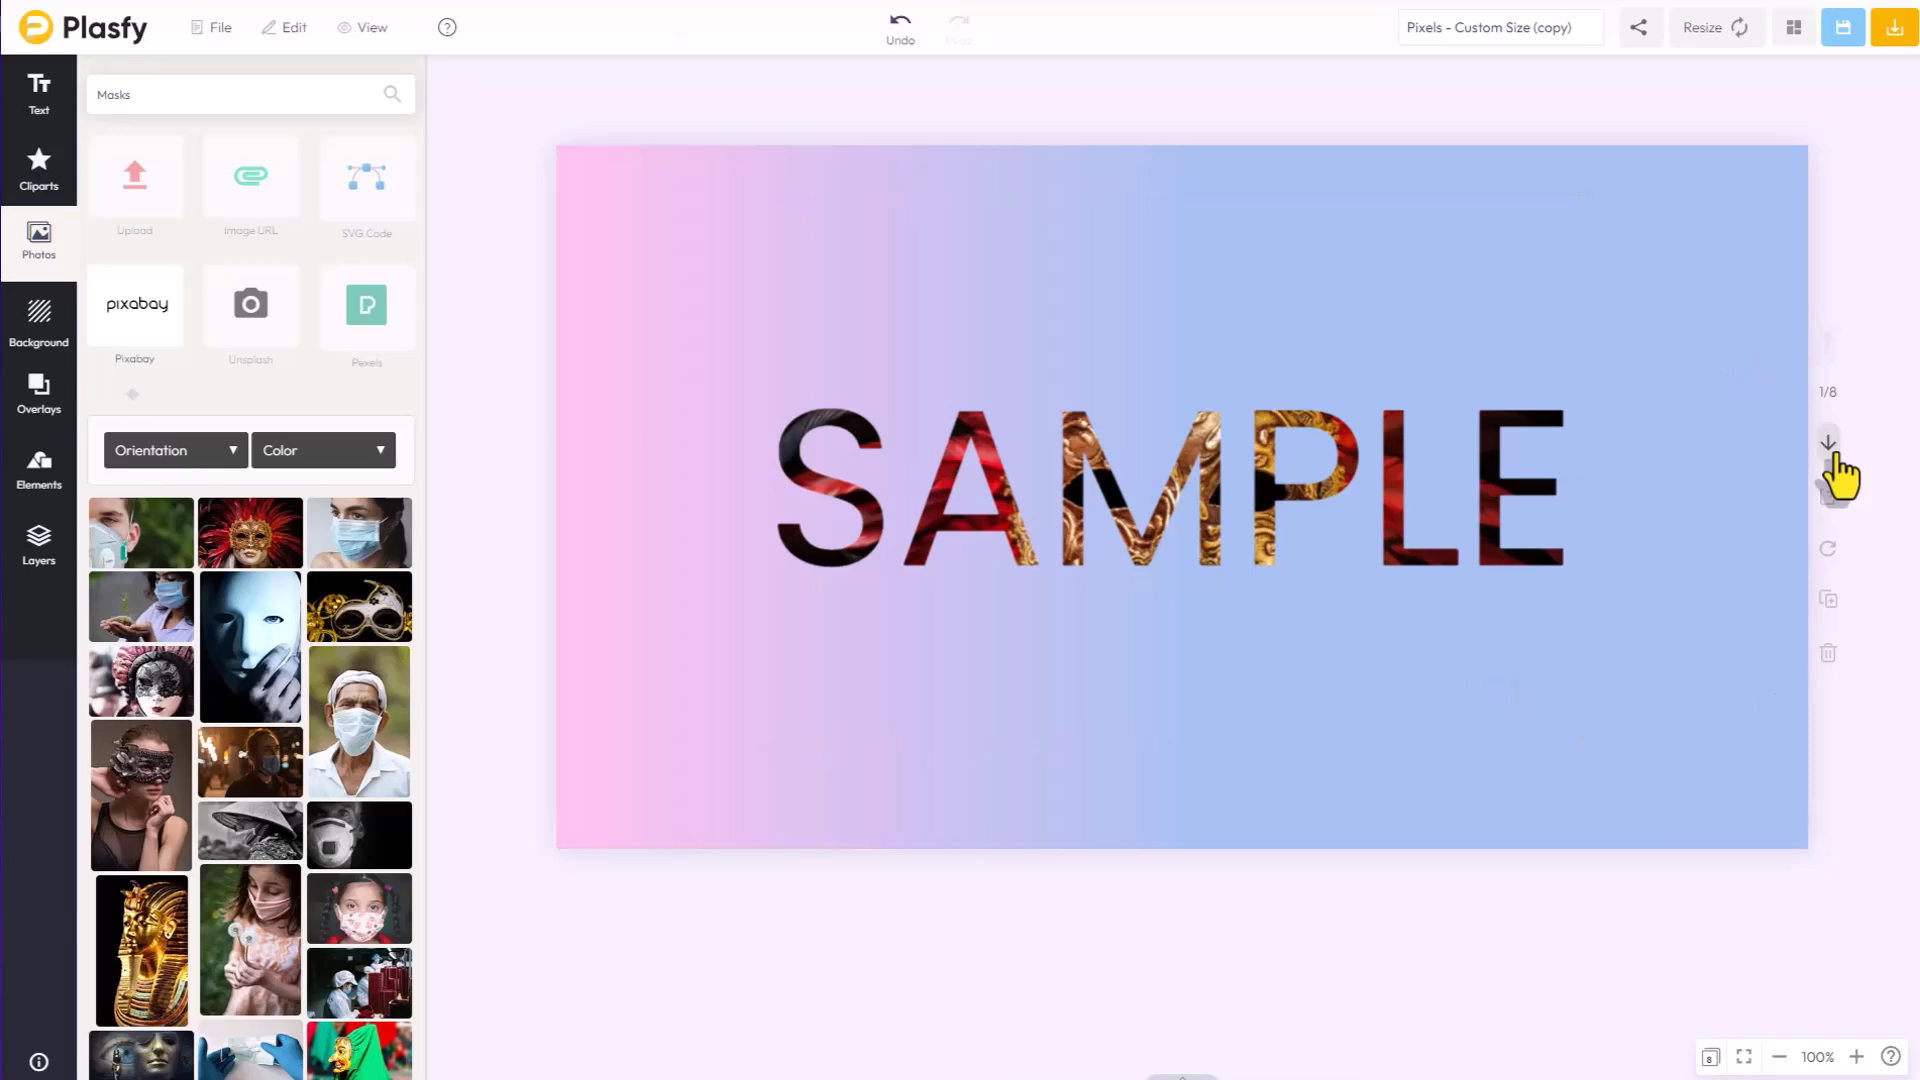 Plasfy
File
Edit
View
Undo
Redo
Pixels - Custom Size (copy)
Resize
Text
Cliparts
Photos
Background
Overlays
Elements
Layers
Masks
Upload
Image URL
SVG Code
pixabay
Pixabay
Unsplash
Pexels
Orientation
Color
SAMPLE
1/8
8
100%